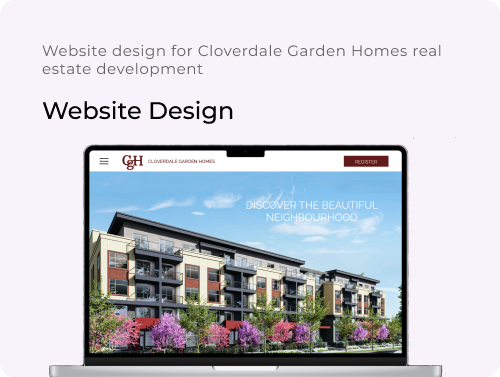 Website design for Cloverdale Garden Homes real
estate development
Website Design
CgH CLOVERDALE GARDEN HOMES
REGISTER
DISCOVER THE BEAUTIFUL
NEIGHBOURHOOD